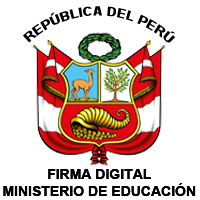 REPÚBLICA DEL PERÚ
FIRMA DIGITAL
MINISTERIO DE EDUCACIÓN